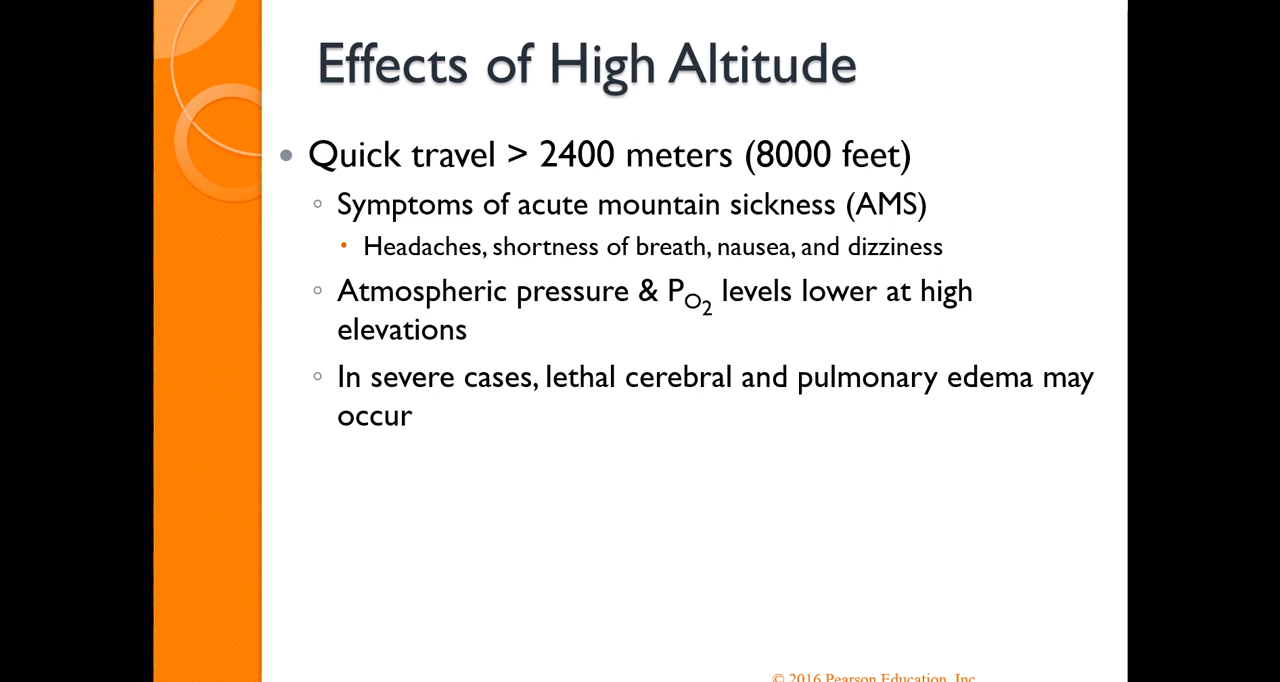 Effects of High Altitude
• Quick travel > 2400 meters (8000 feet)
◦ Symptoms of acute mountain sickness (AMS)
• Headaches, shortness of breath, nausea, and dizziness
◦ Atmospheric pressure & PO2 levels lower at high
elevations
◦ In severe cases, lethal cerebral and pulmonary edema may
occur
© 2016 Pearson Education, Inc